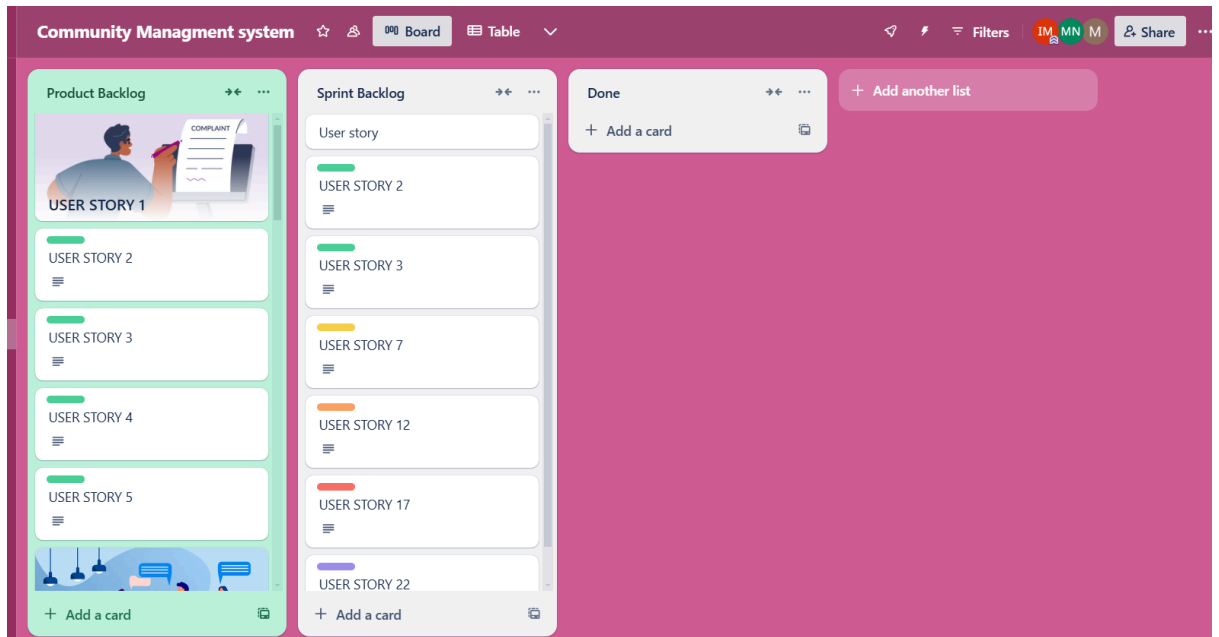 Community Managment system Board Table Filters IM MN M Share
Product Backlog
COMPLAINT
USER STORY 1
USER STORY 2
USER STORY 3
USER STORY 4
USER STORY 5
+ Add a card
Sprint Backlog
User story
USER STORY 2
USER STORY 3
USER STORY 7
USER STORY 12
USER STORY 17
USER STORY 22
+ Add a card
Done
+ Add a card
+ Add another list